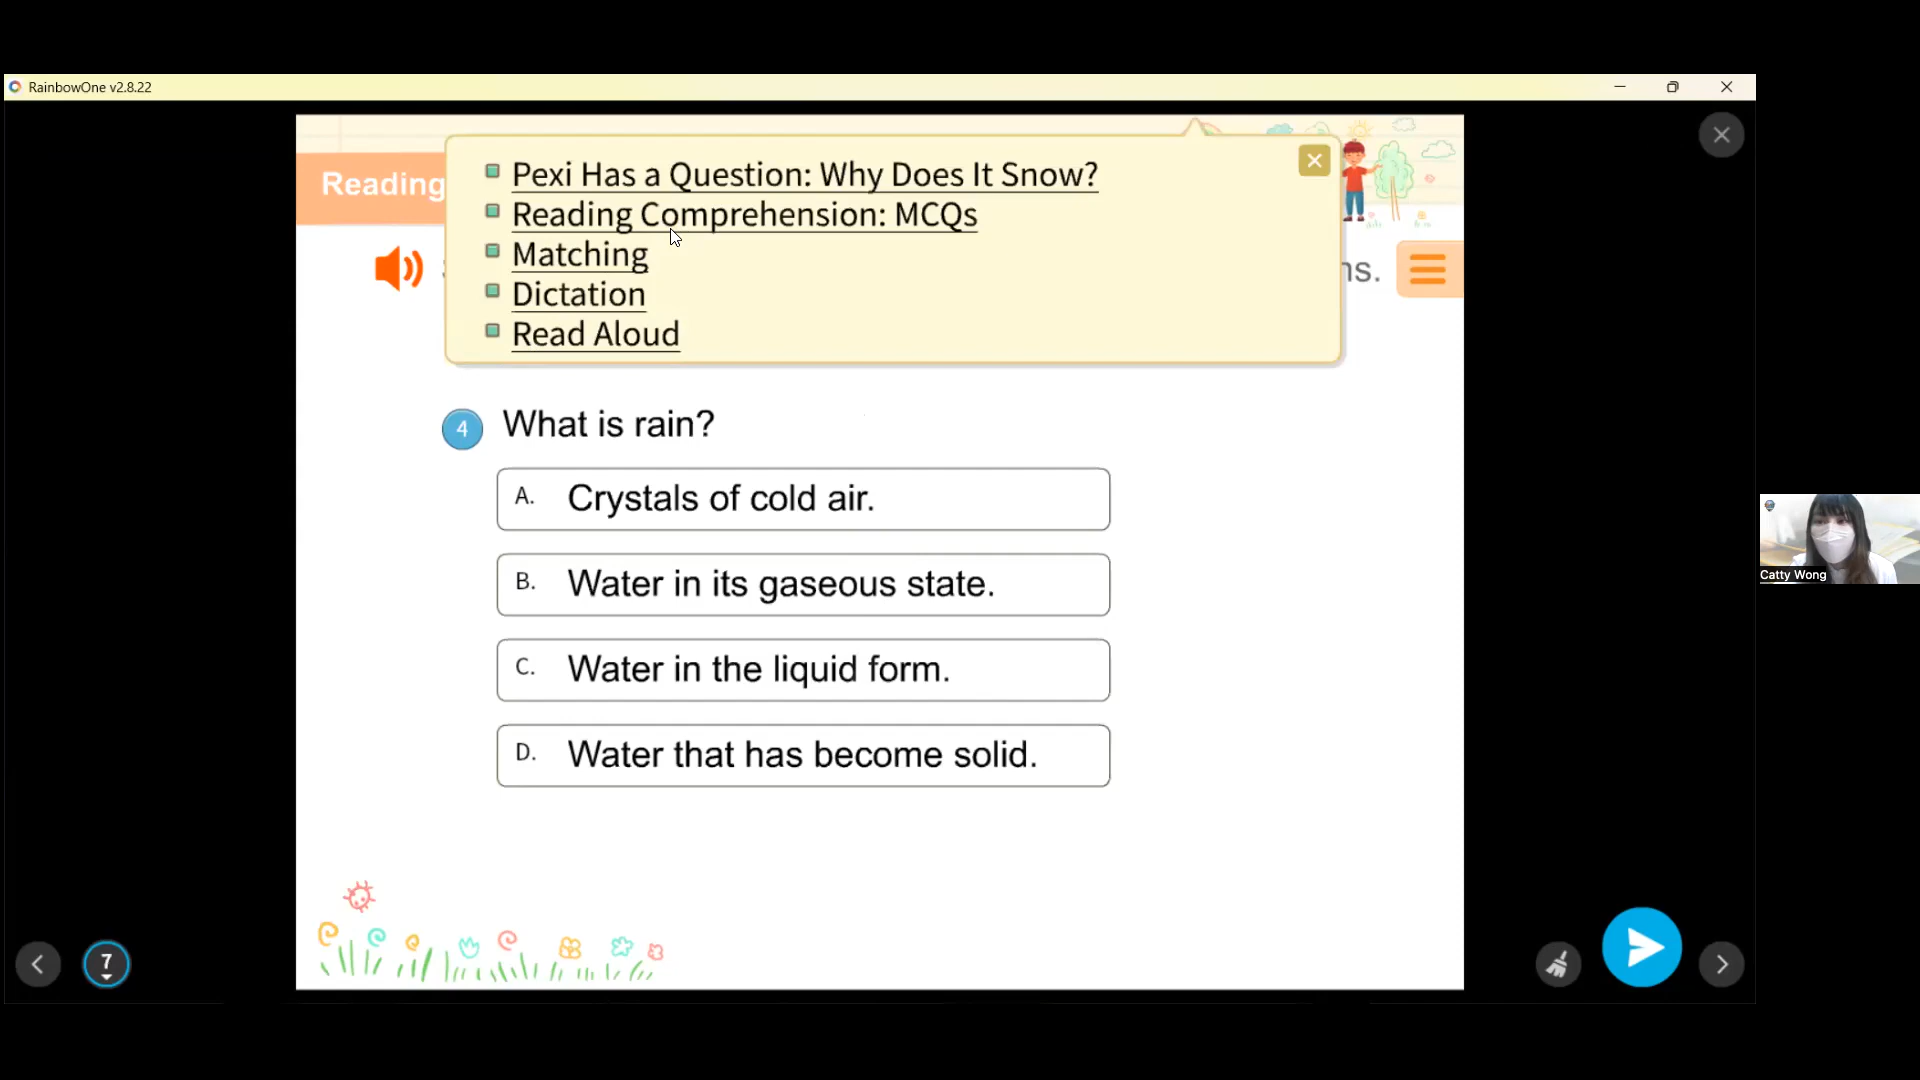 RainbowOne v2.8.22
Reading
Pexi Has a Question: Why Does It Snow?
Reading Comprehension: MCQs
Matching
Dictation
Read Aloud
4 What is rain?
A. Crystals of cold air.
B. Water in its gaseous state.
C. Water in the liquid form.
D. Water that has become solid.
7
Catty Wong